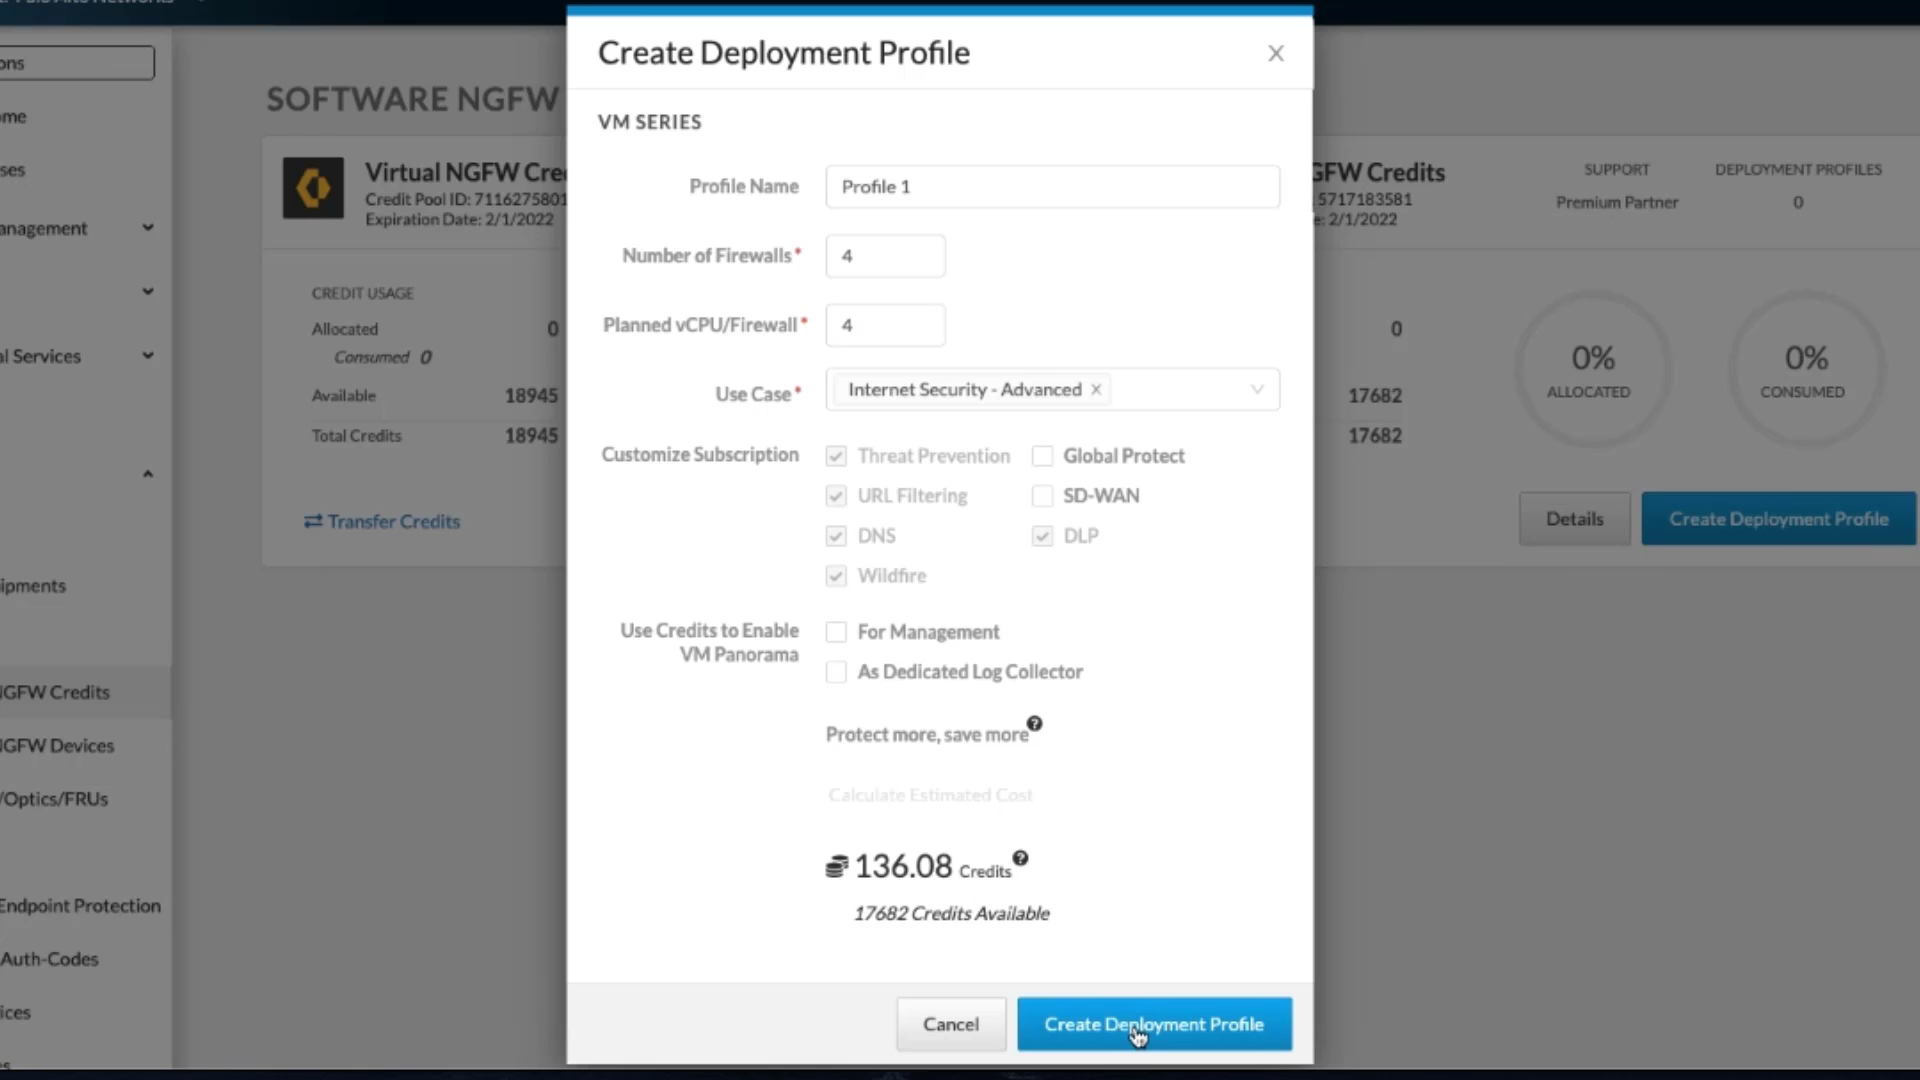 ons
ome
ses
anagement
al Services
ipments
NGFW Credits
NGFW Devices
/Optics/FRUs
Endpoint Protection
Auth-Codes
ices
SOFTWARE NGFW
Virtual NGFW Cre
Credit Pool ID: 7116275801
Expiration Date: 2/1/2022
CREDIT USAGE
Allocated 0
Consumed 0
Available 18945
Total Credits 18945
Transfer Credits
Create Deployment Profile
VM SERIES
Profile Name Profile 1
Number of Firewalls* 4
Planned vCPU/Firewall* 4
Use Case* Internet Security - Advanced ×
Customize Subscription
Threat Prevention Global Protect
URL Filtering SD-WAN
DNS DLP
Wildfire
Use Credits to Enable
VM Panorama
For Management
As Dedicated Log Collector
Protect more, save more ?
Calculate Estimated Cost
136.08 Credits ?
17682 Credits Available
Cancel Create Deployment Profile
GFW Credits
5717183581
e: 2/1/2022
SUPPORT
Premium Partner
DEPLOYMENT PROFILES
0
0
17682
17682
0%
ALLOCATED
0%
CONSUMED
Details Create Deployment Profile